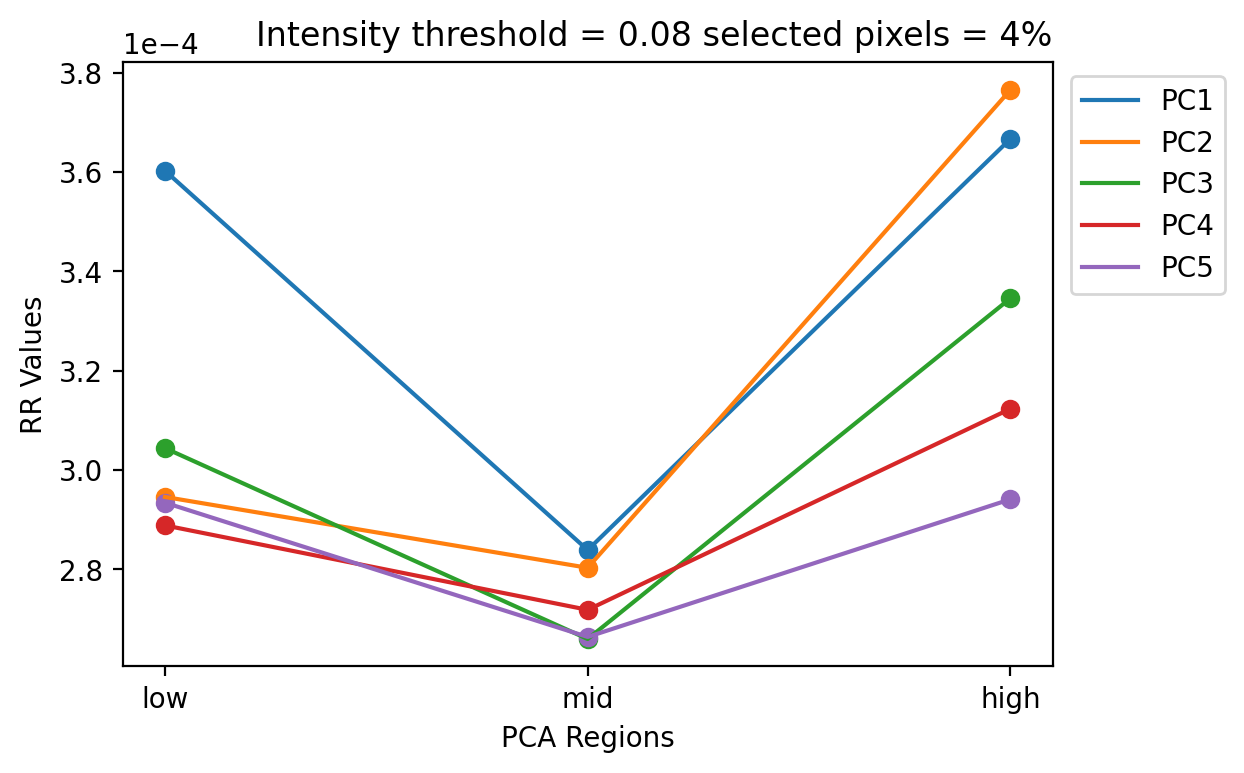 Intensity threshold = 0.08 selected pixels = 4%
1e−4
3.8
3.6
3.4
3.2
3.0
2.8
RR Values
low
mid
high
PCA Regions
PC1
PC2
PC3
PC4
PC5